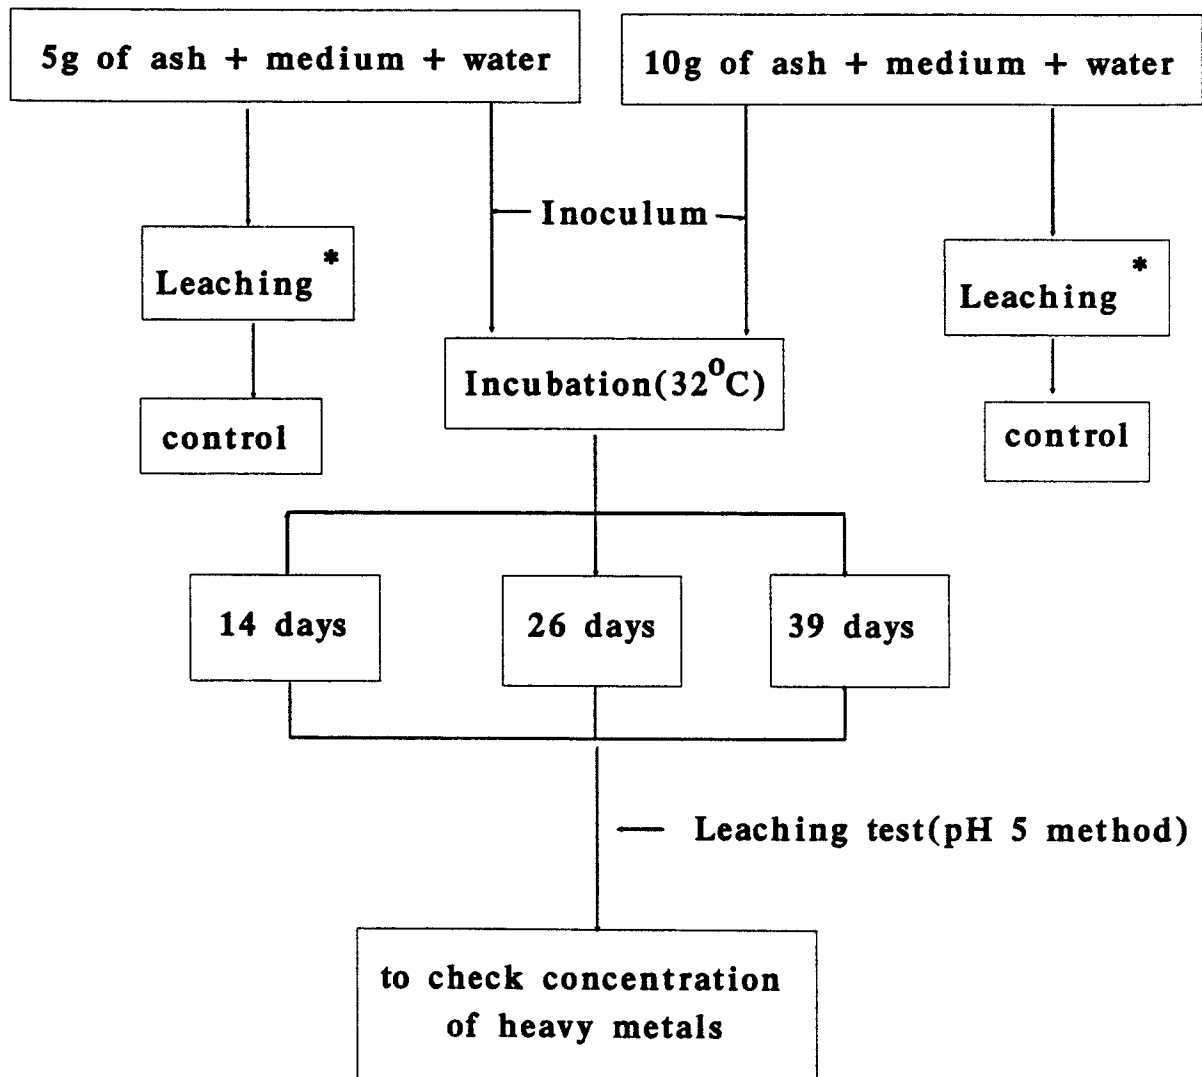 5g of ash + medium + water
10g of ash + medium + water
Inoculum
Leaching *
Leaching *
Incubation(32°C)
control
control
14 days
26 days
39 days
Leaching test(pH 5 method)
to check concentration
of heavy metals